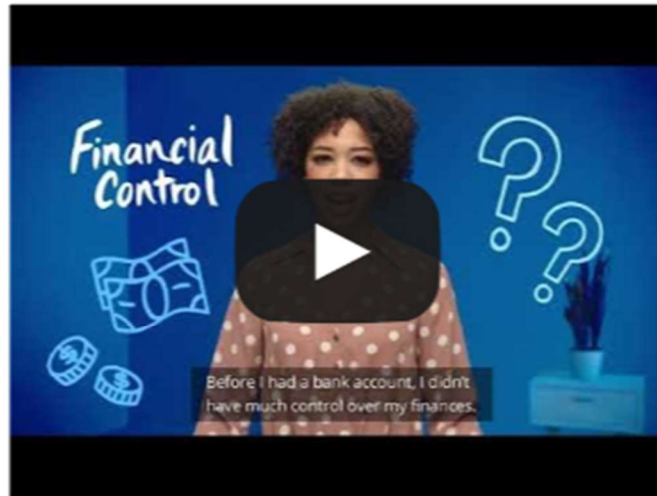 Financial
Control
Before I had a bank account, I didn't
have much control over my finances.